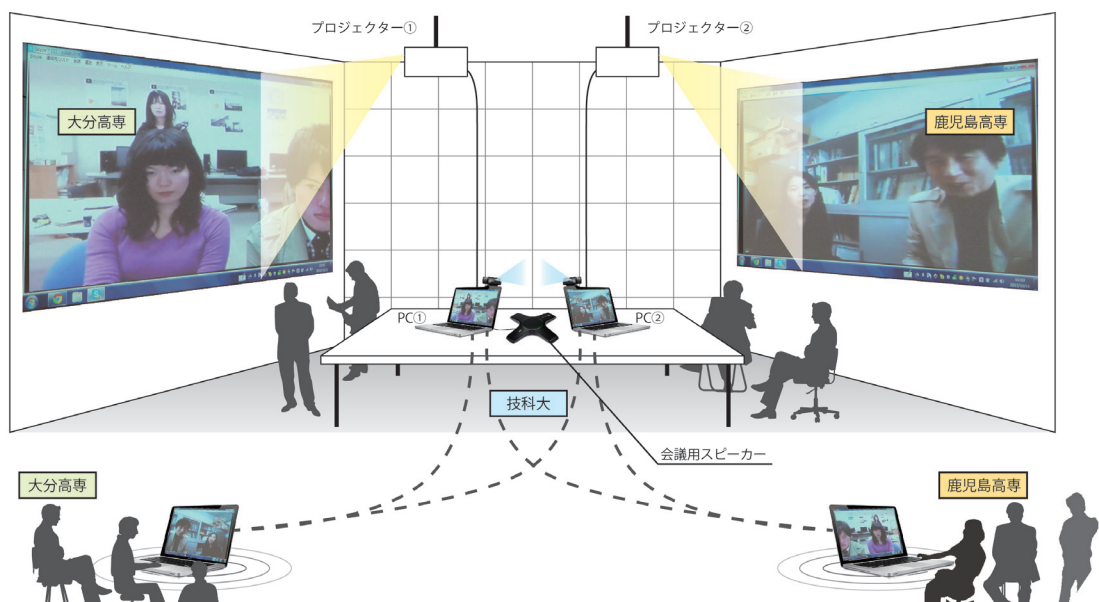 プロジェクター①
プロジェクター②
大分高専
鹿児島高専
PC①
PC②
技科大
会議用スピーカー
大分高専
鹿児島高専